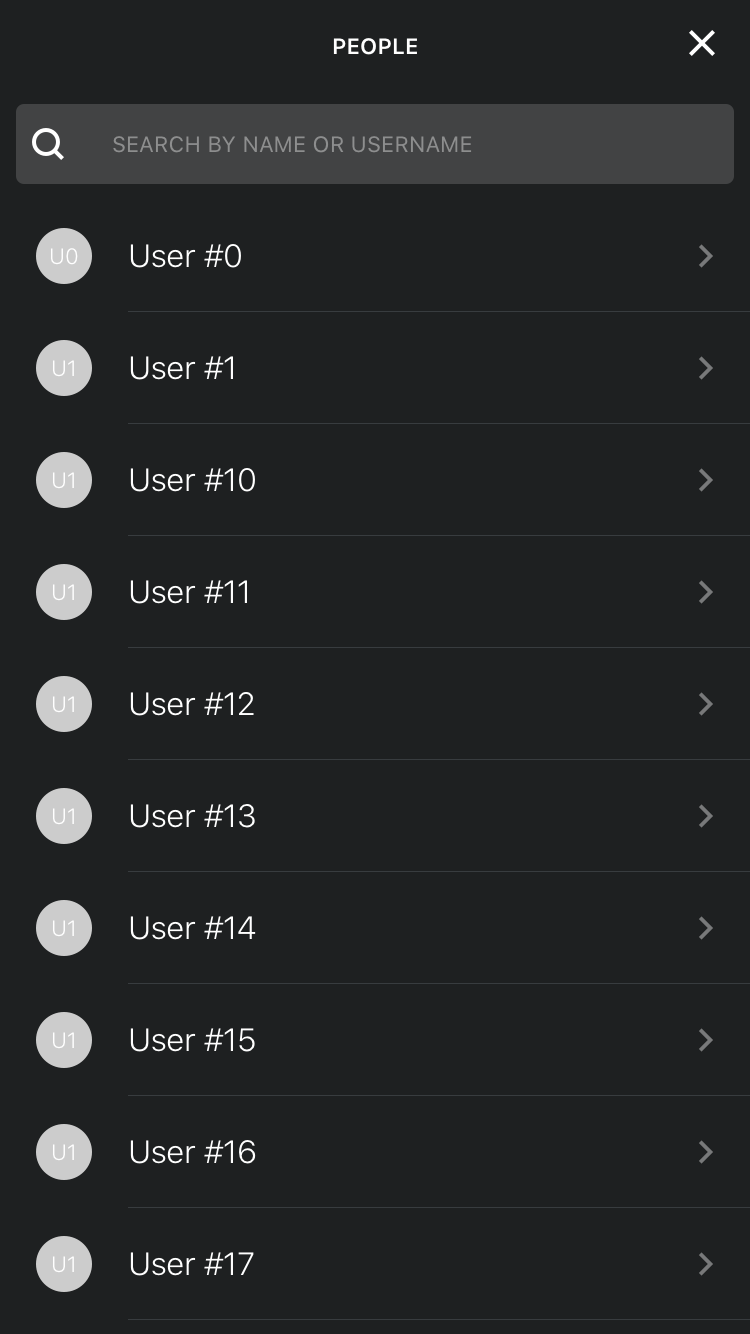 PEOPLE
SEARCH BY NAME OR USERNAME
U0 User #0
U1 User #1
U1 User #10
U1 User #11
U1 User #12
U1 User #13
U1 User #14
U1 User #15
U1 User #16
U1 User #17